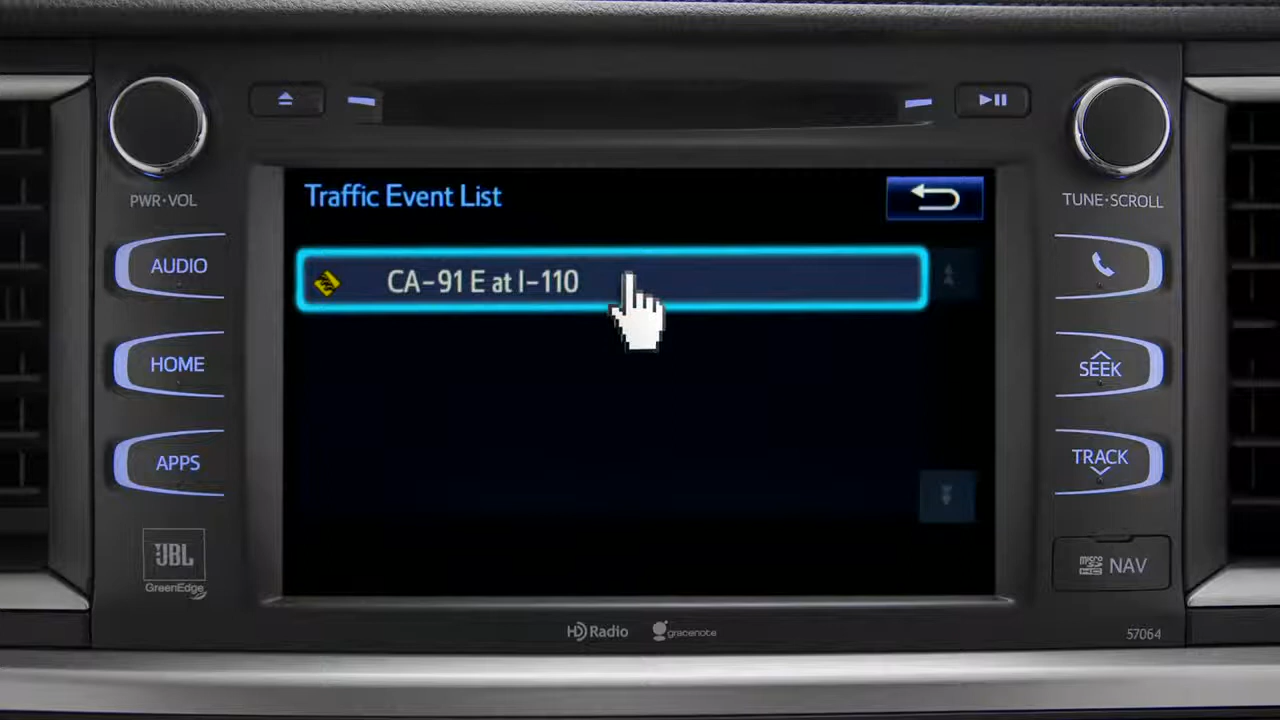 PWR•VOL
TUNE•SCROLL
Traffic Event List
AUDIO
CA-91 E at I-110
HOME
SEEK
APPS
TRACK
JBL
GreenEdge
micro
NAV
HD Radio
gracenote
57064